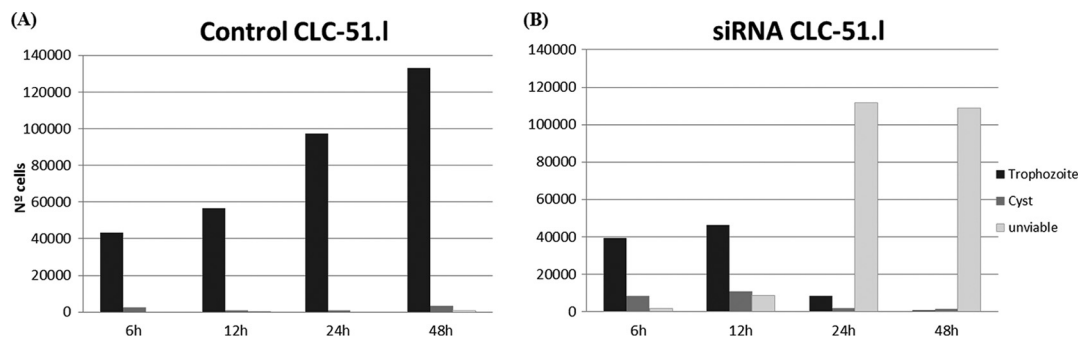 (A)
Control CLC-51.l
Nº cells
140000
120000
100000
80000
60000
40000
20000
0
6h
12h
24h
48h
(B)
siRNA CLC-51.l
140000
120000
100000
80000
60000
40000
20000
0
6h
12h
24h
48h
Trophozoite
Cyst
unviable